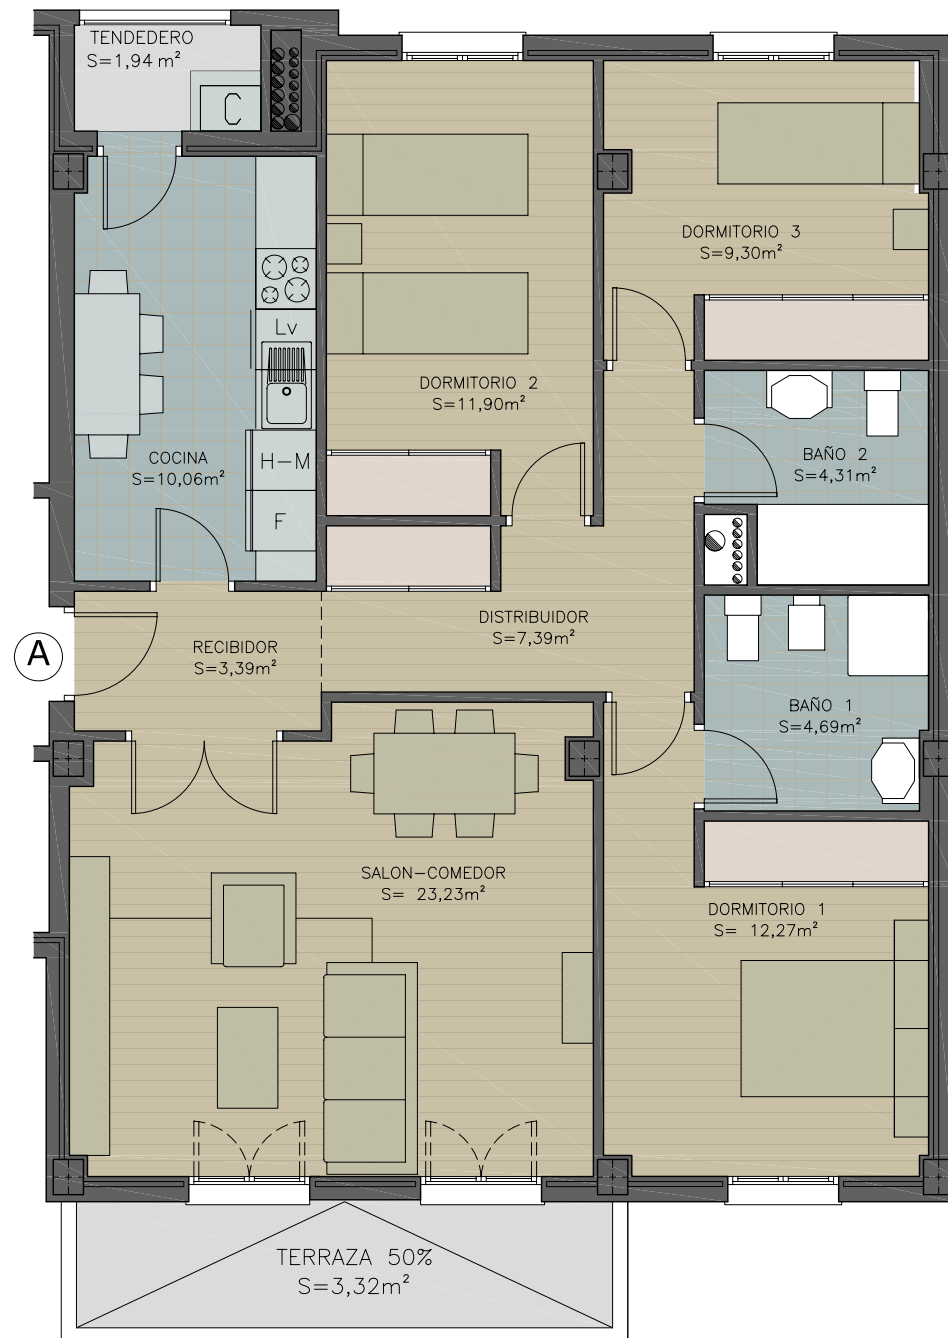 TENDEDERO
S=1,94 m²
C
DORMITORIO 3
S=9,30m²
Lv
DORMITORIO 2
S=11,90m²
COCINA
S=10,06m²
H-M
F
BAÑO 2
S=4,31m²
DISTRIBUIDOR
S=7,39m²
A
RECIBIDOR
S=3,39m²
BAÑO 1
S=4,69m²
SALON-COMEDOR
S= 23,23m²
DORMITORIO 1
S= 12,27m²
TERRAZA 50%
S=3,32m²